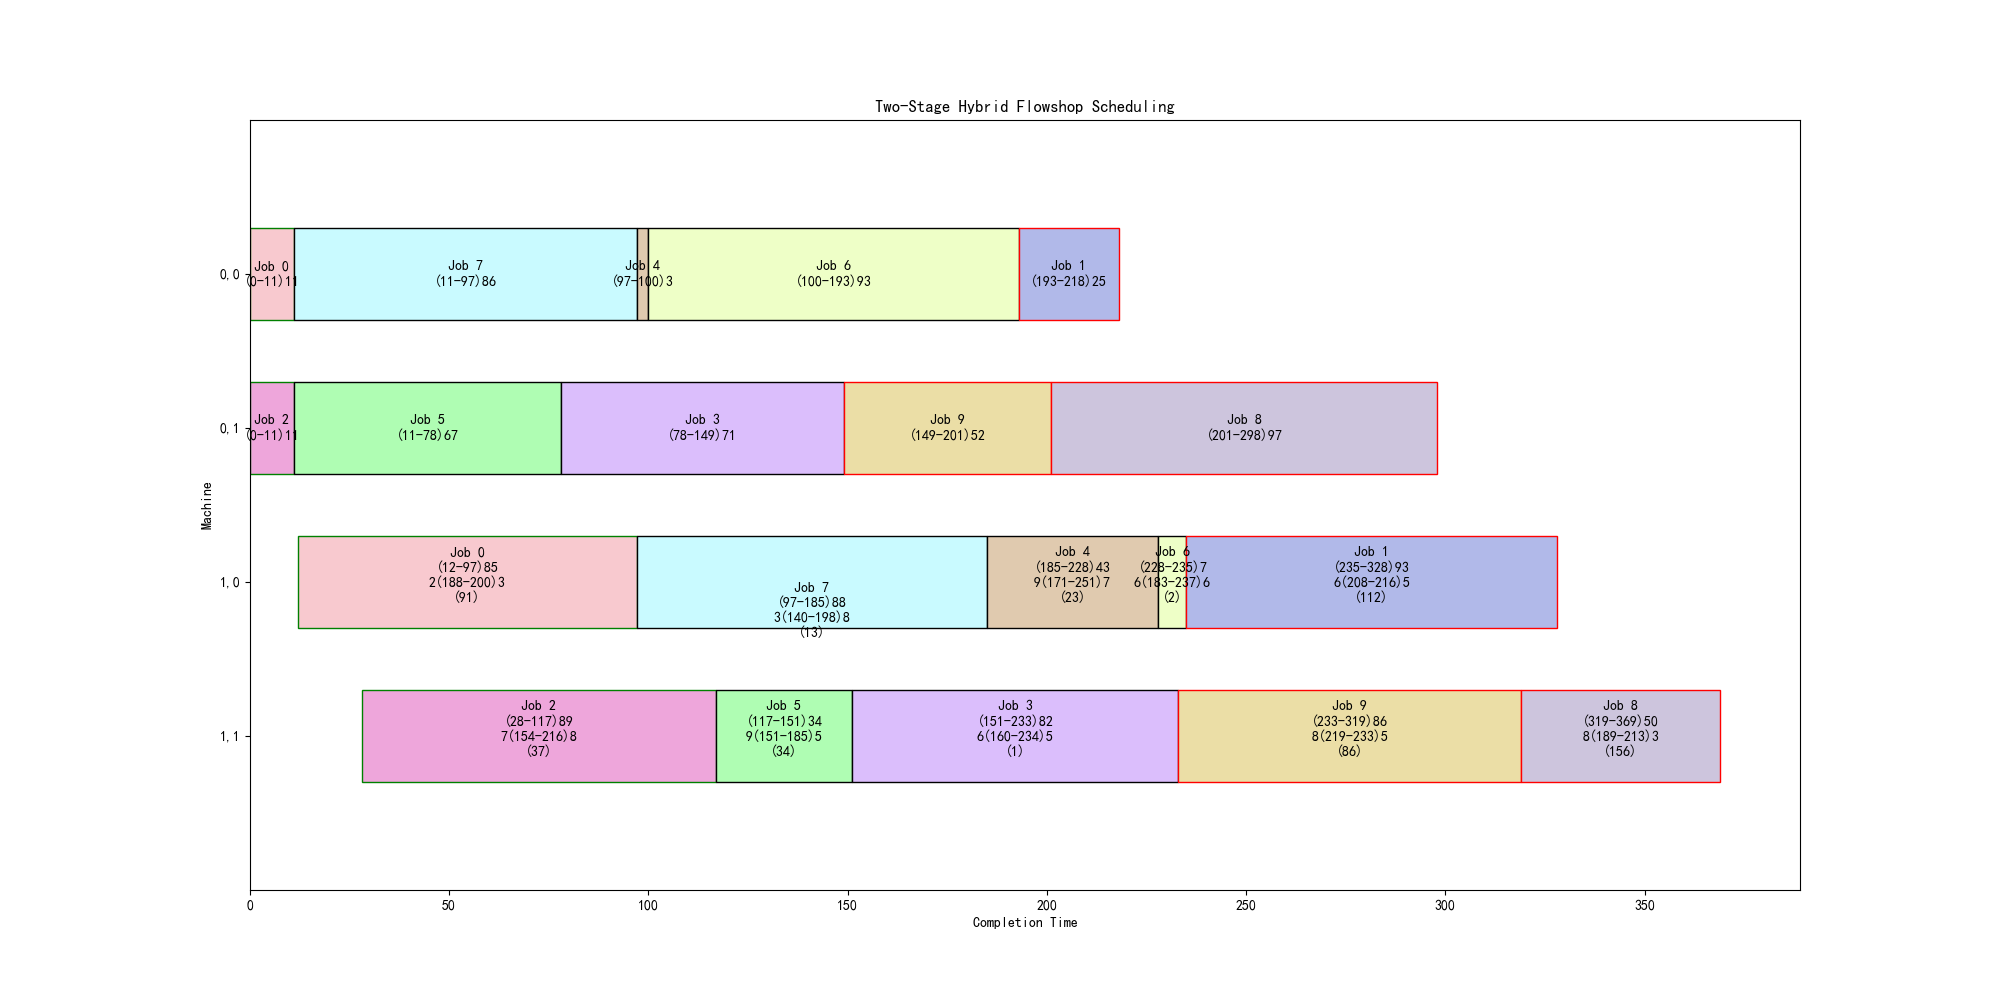 Two-Stage Hybrid Flowshop Scheduling
0,0
Job 0
(0-11)11
Job 7
(11-97)86
Job 4
(97-100)3
Job 6
(100-193)93
Job 1
(193-218)25
0,1
Job 2
(0-11)11
Job 5
(11-78)67
Job 3
(78-149)71
Job 9
(149-201)52
Job 8
(201-298)97
Machine
1,0
Job 0
(12-97)85
2(188-200)3
(91)
Job 7
(97-185)88
3(140-198)8
(13)
Job 4
(185-228)43
9(171-251)7
(23)
Job 6
(228-235)7
6(183-237)6
(2)
Job 1
(235-328)93
6(208-216)5
(112)
1,1
Job 2
(28-117)89
7(154-216)8
(37)
Job 5
(117-151)34
9(151-185)5
(34)
Job 3
(151-233)82
6(160-234)5
(1)
Job 9
(233-319)86
8(219-233)5
(86)
Job 8
(319-369)50
8(189-213)3
(156)
0 50 100 150 200 250 300 350
Completion Time